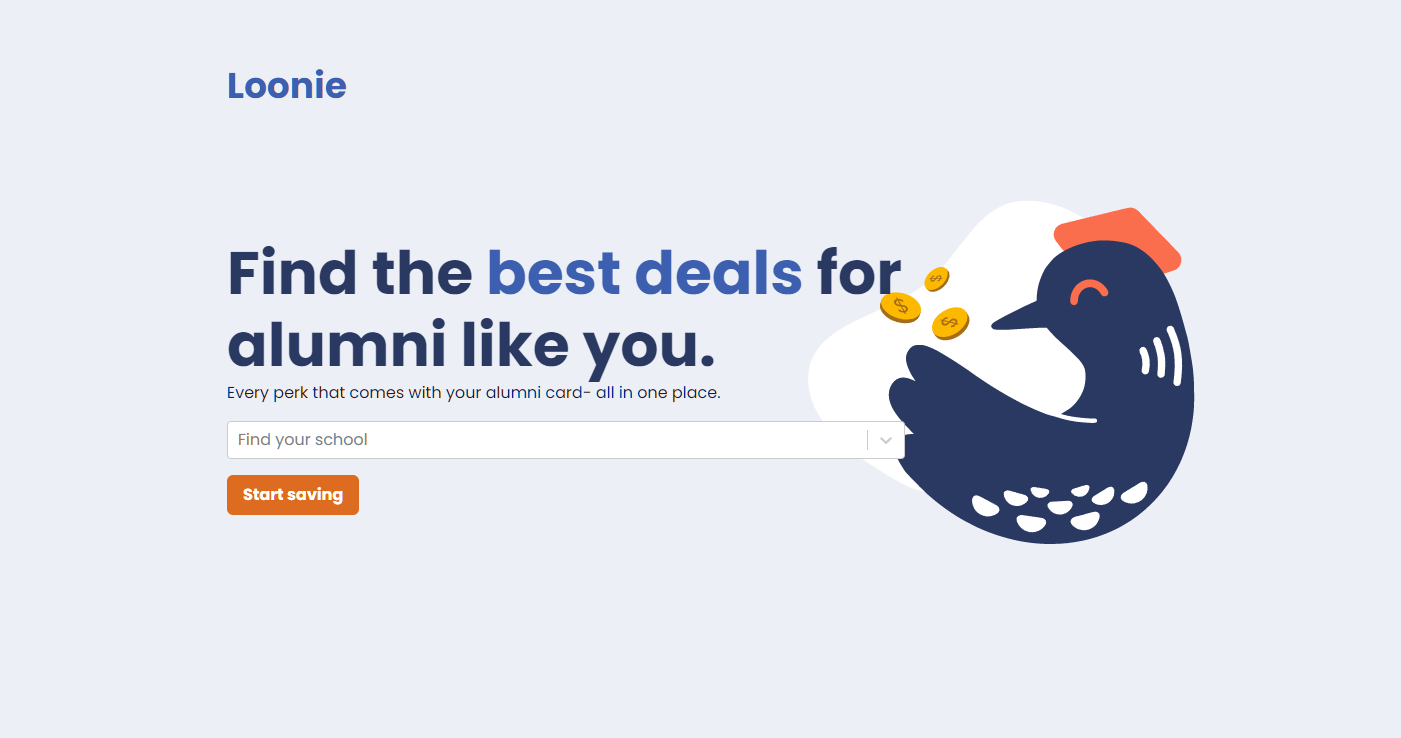 Loonie
Find the best deals for
alumni like you.
Every perk that comes with your alumni card- all in one place.
Find your school
Start saving
$
$
$